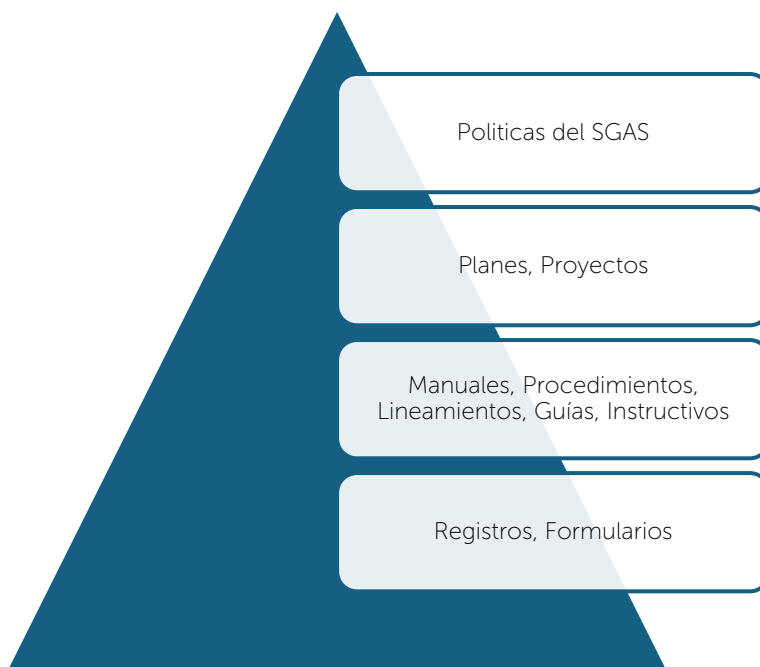 Politicas del SGAS
Planes, Proyectos
Manuales, Procedimientos,
Lineamientos, Guías, Instructivos
Registros, Formularios